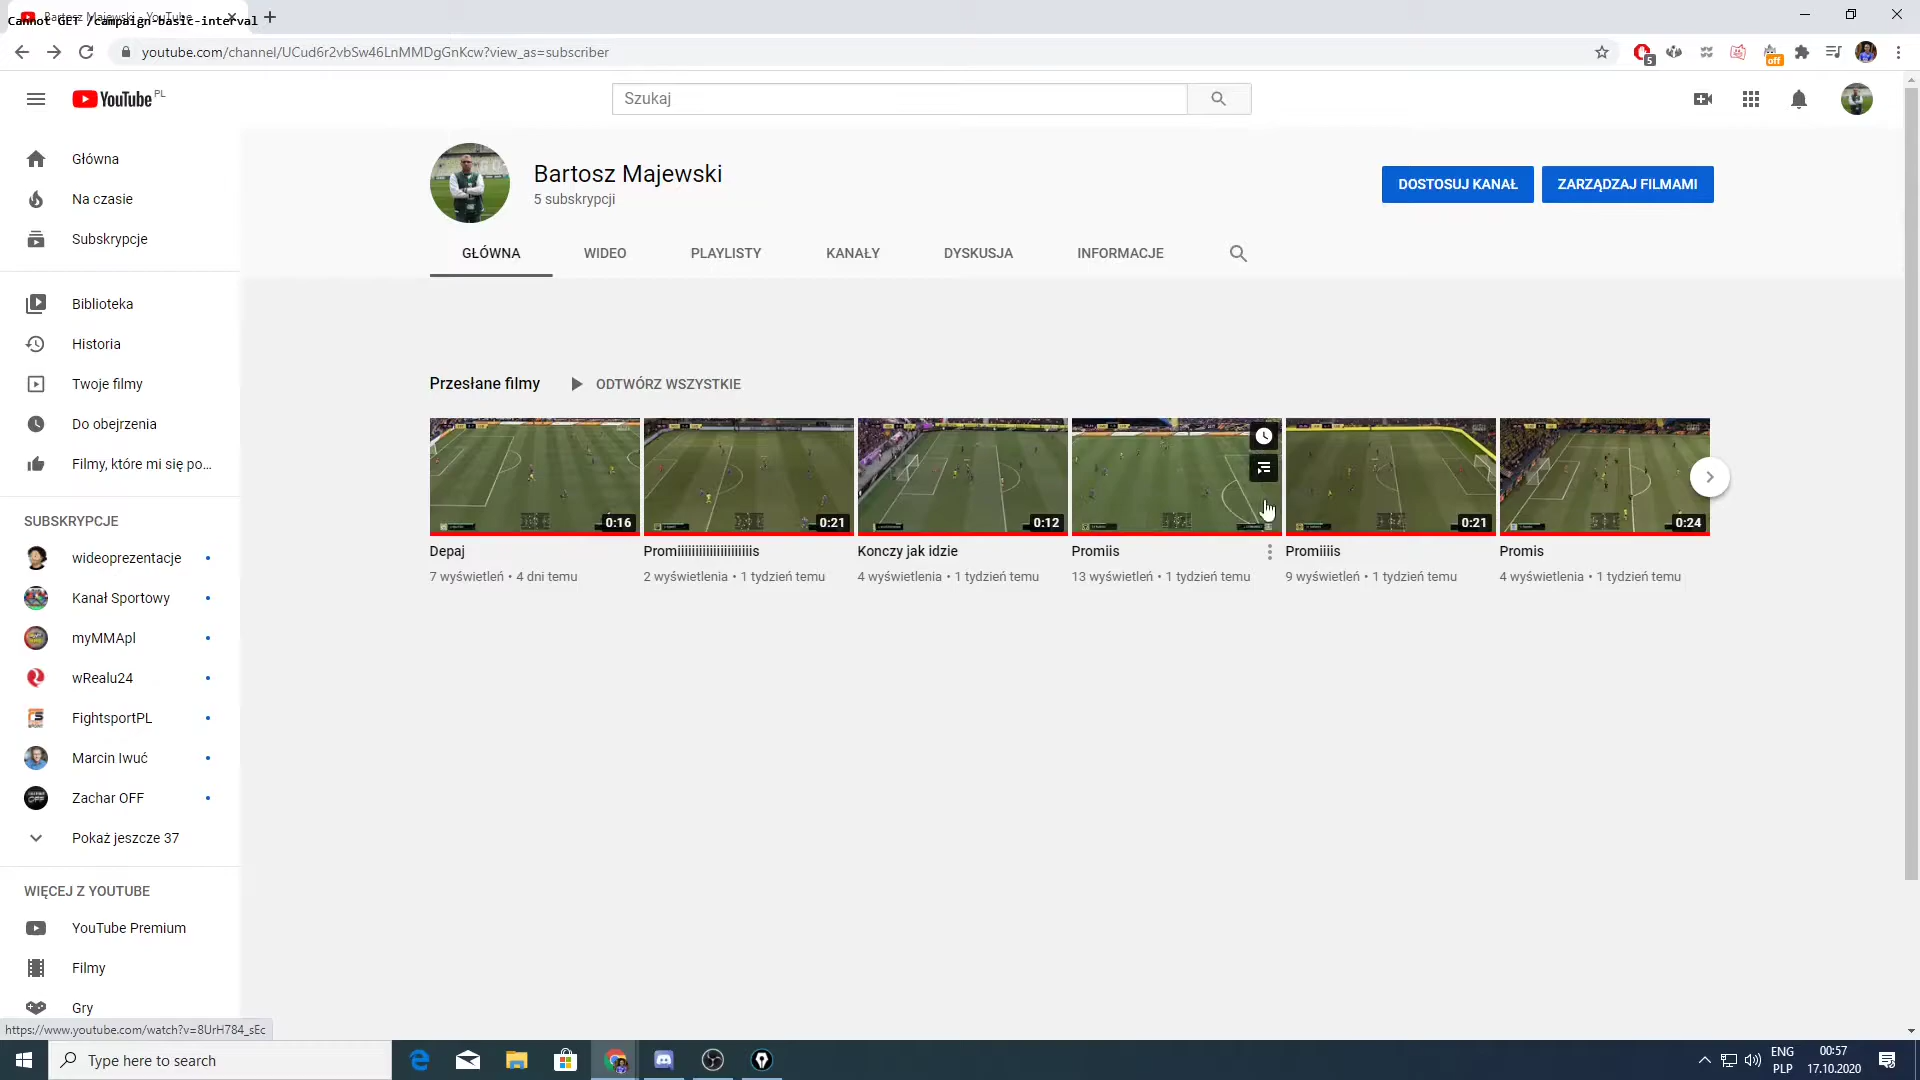 Cannot GET /campaign-basic-interval
Bartosz Majewski - YouTube
youtube.com/channel/UCud6r2vbSw46LnMMDgGnKcw?view_as=subscriber
5
off
YouTube PL
Szukaj
Główna
Na czasie
Subskrypcje
Biblioteka
Historia
Twoje filmy
Do obejrzenia
Filmy, które mi się po...
SUBSKRYPCJE
wideoprezentacje
Kanał Sportowy
myMMApl
wRealu24
FightsportPL
Marcin Iwuć
Zachar OFF
Pokaż jeszcze 37
WIĘCEJ Z YOUTUBE
YouTube Premium
Filmy
Gry
Bartosz Majewski
5 subskrypcji
DOSTOSUJ KANAŁ
ZARZĄDZAJ FILMAMI
GŁÓWNA
WIDEO
PLAYLISTY
KANAŁY
DYSKUSJA
INFORMACJE
Przesłane filmy
ODTWÓRZ WSZYSTKIE
0:16
Depaj
7 wyświetleń • 4 dni temu
0:21
Promiiiiiiiiiiiiiiiiiiiiiis
2 wyświetlenia • 1 tydzień temu
0:12
Konczy jak idzie
4 wyświetlenia • 1 tydzień temu
Promiis
13 wyświetleń • 1 tydzień temu
0:21
Promiiiis
9 wyświetleń • 1 tydzień temu
0:24
Promis
4 wyświetlenia • 1 tydzień temu
https://www.youtube.com/watch?v=8UrH784_sEc
Type here to search
ENG
PLP
00:57
17.10.2020